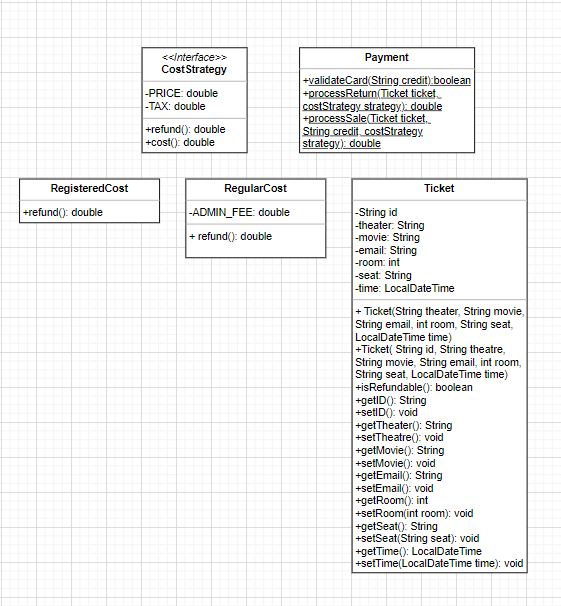 <<Interface>>
CostStrategy
-PRICE: double
-TAX: double
+refund(): double
+cost(): double
Payment
+validateCard(String credit):boolean
+processReturn(Ticket ticket,
costStrategy strategy): double
+processSale(Ticket ticket,
String credit, costStrategy
strategy): double
RegisteredCost
+refund(): double
RegularCost
-ADMIN_FEE: double
+ refund(): double
Ticket
-String id
-theater: String
-movie: String
-email: String
-room: int
-seat: String
-time: LocalDateTime
+ Ticket(String theater, String movie,
String email, int room, String seat,
LocalDateTime time)
+Ticket( String id, String theatre,
String movie, String email, int room,
String seat, LocalDateTime time)
+isRefundable(): boolean
+getID(): String
+setID(): void
+getTheater(): String
+setTheatre(): void
+getMovie(): String
+setMovie(): void
+getEmail(): String
+setEmail(): void
+getRoom(): int
+setRoom(int room): void
+getSeat(): String
+setSeat(String seat): void
+getTime(): LocalDateTime
+setTime(LocalDateTime time): void